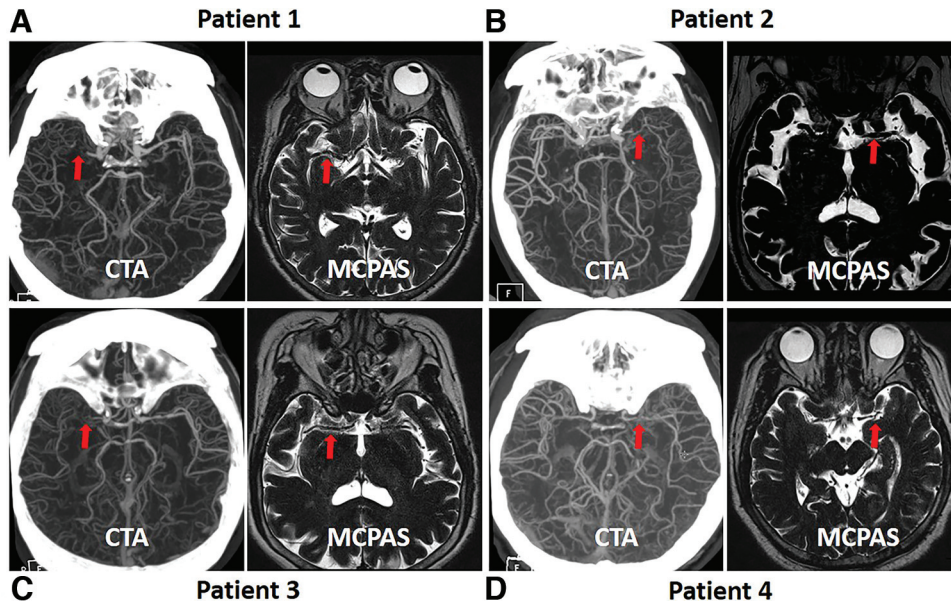 A Patient 1
B Patient 2
CTA
MCPAS
CTA
MCPAS
F
CTA
MCPAS
CTA
MCPAS
F
C Patient 3
D Patient 4